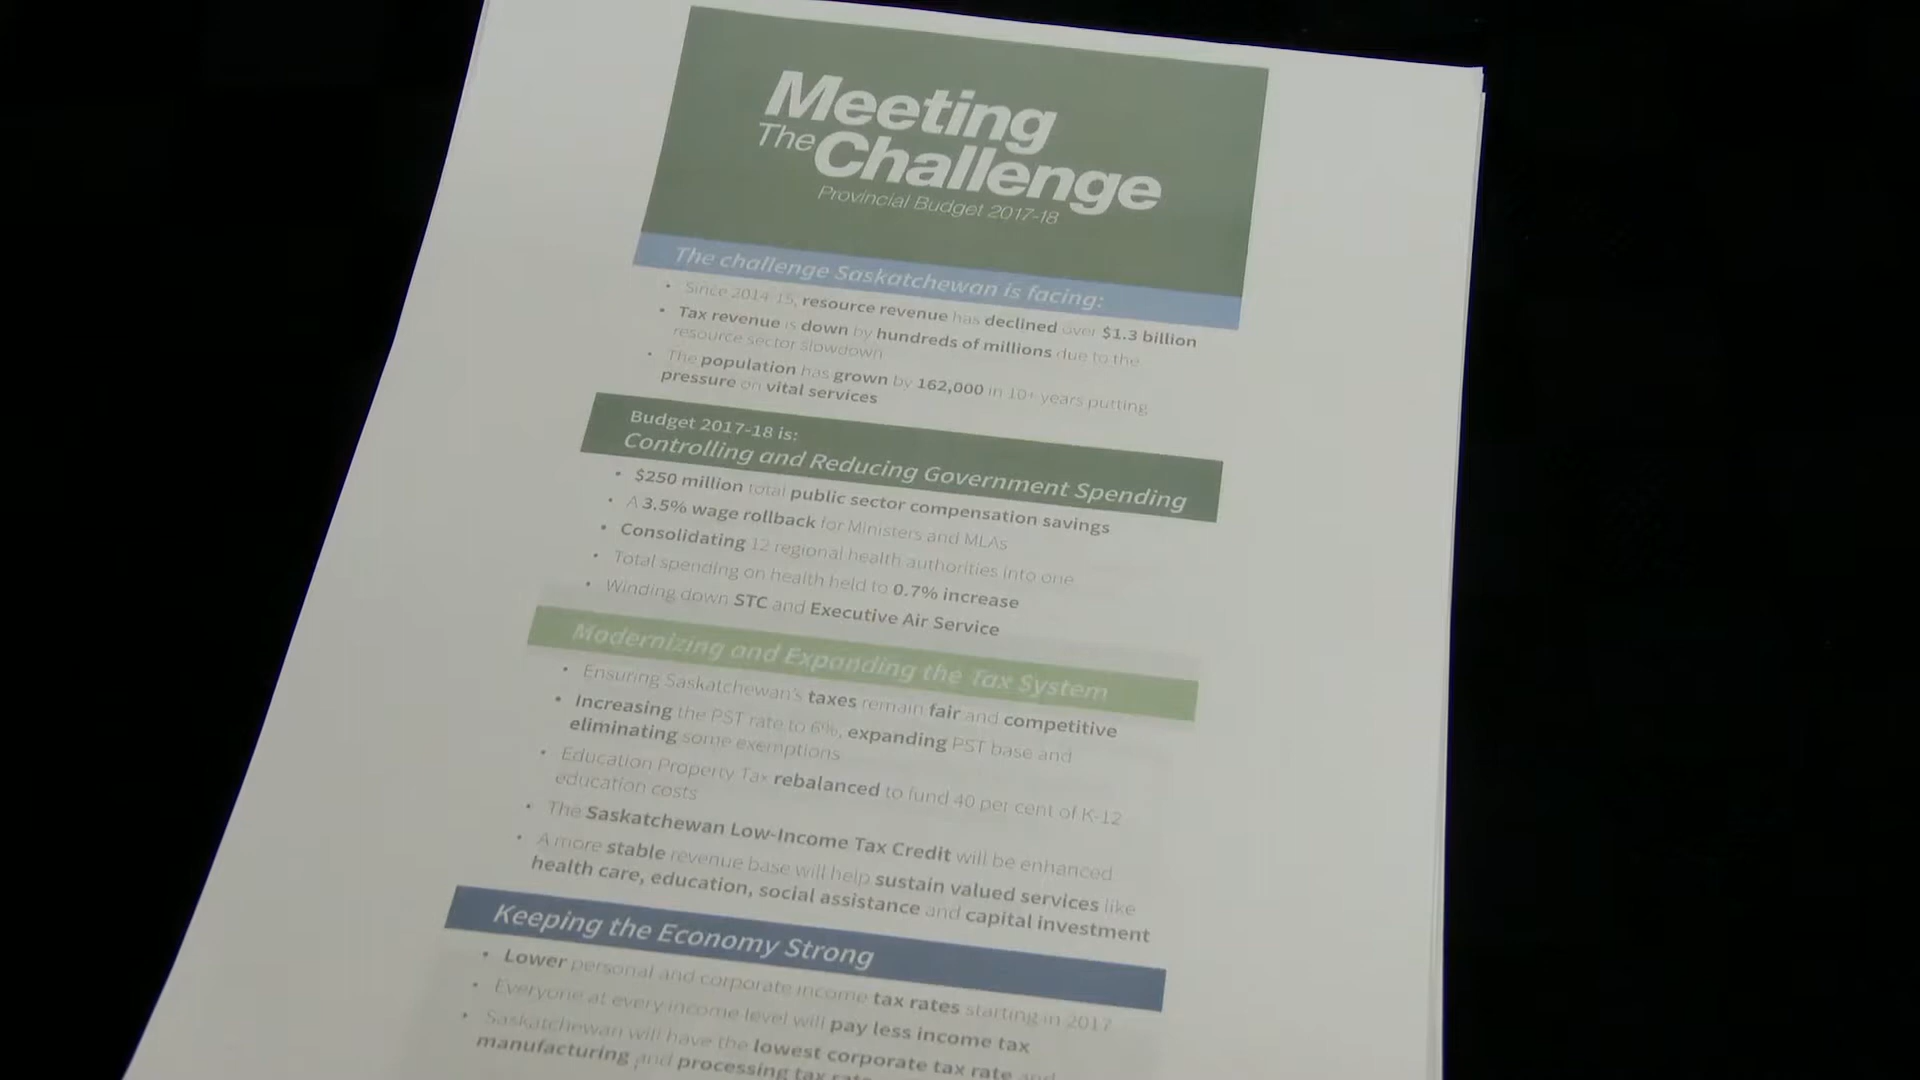 Meeting
The Challenge
Provincial Budget 2017-18
The challenge Saskatchewan is facing:
• Since 2014-15, resource revenue has declined over $1.3 billion
• Tax revenue is down by hundreds of millions due to the
resource sector slowdown
• The population has grown by 162,000 in 10+ years putting
pressure on vital services
Budget 2017-18 is:
Controlling and Reducing Government Spending
• $250 million total public sector compensation savings
• A 3.5% wage rollback for Ministers and MLAs
• Consolidating 12 regional health authorities into one
• Total spending on health held to 0.7% increase
• Winding down STC and Executive Air Service
Modernizing and Expanding the Tax System
• Ensuring Saskatchewan's taxes remain fair and competitive
• Increasing the PST rate to 6%, expanding PST base and
eliminating some exemptions
• Education Property Tax rebalanced to fund 40 per cent of K-12
education costs
• The Saskatchewan Low-Income Tax Credit will be enhanced
• A more stable revenue base will help sustain valued services like
health care, education, social assistance and capital investment
Keeping the Economy Strong
• Lower personal and corporate income tax rates starting in 2017
• Everyone at every income level will pay less income tax
• Saskatchewan will have the lowest corporate tax rate and
manufacturing and processing tax